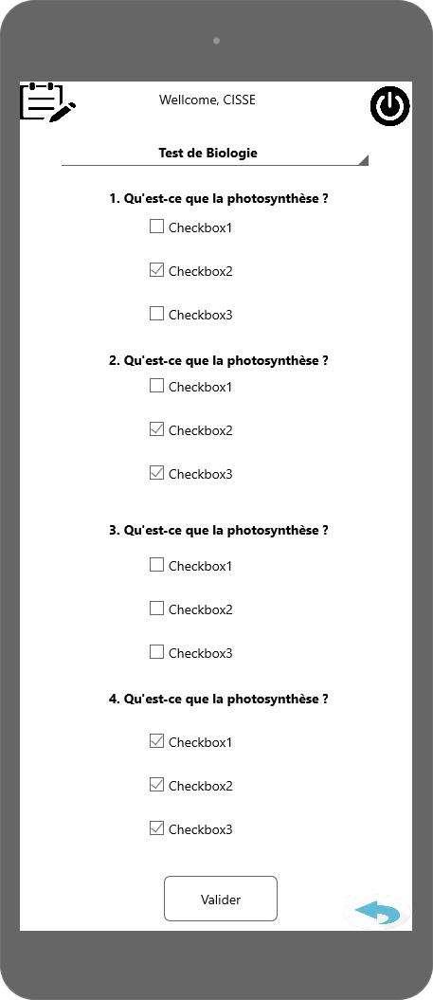 Wellcome, CISSE
Test de Biologie
1. Qu'est-ce que la photosynthèse ?
Checkbox1
Checkbox2
Checkbox3
2. Qu'est-ce que la photosynthèse ?
Checkbox1
Checkbox2
Checkbox3
3. Qu'est-ce que la photosynthèse ?
Checkbox1
Checkbox2
Checkbox3
4. Qu'est-ce que la photosynthèse ?
Checkbox1
Checkbox2
Checkbox3
Valider